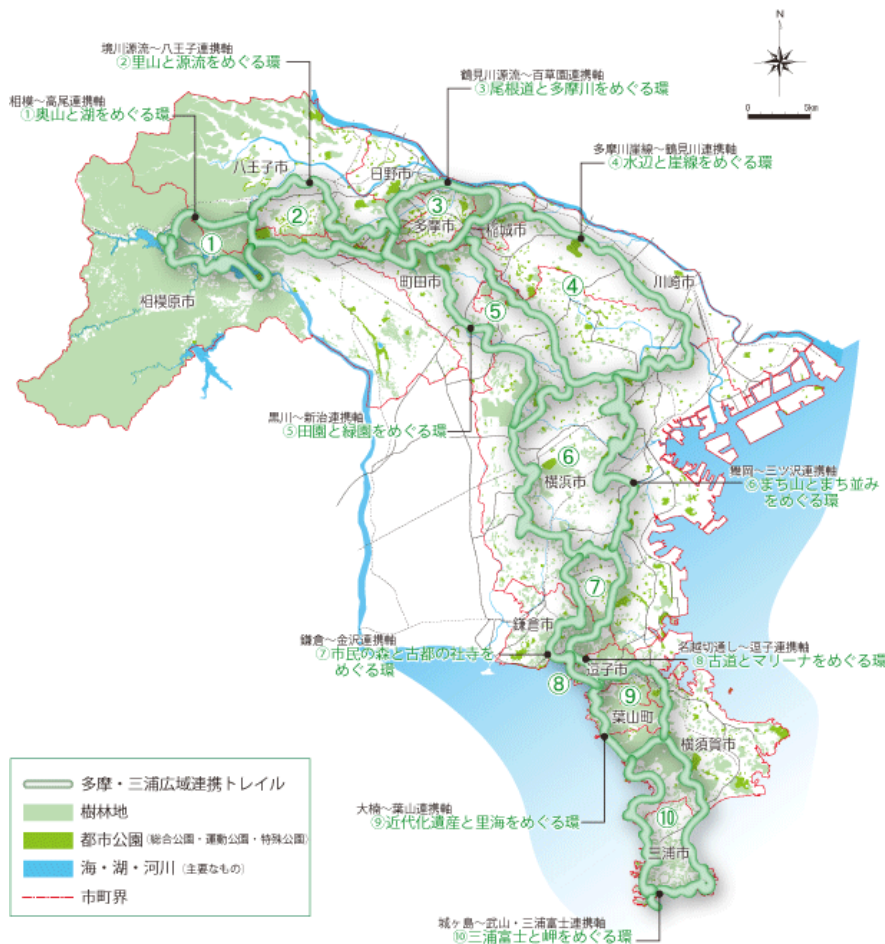 N
0
5km
境川源流~八王子連携軸
②里山と源流をめぐる環
鶴見川源流~百草園連携軸
③尾根道と多摩川をめぐる環
相模~高尾連携軸
①奥山と湖をめぐる環
多摩川崖線~鶴見川連携軸
④水辺と崖線をめぐる環
八王子市
日野市
③
②
多摩市
稲城市
①
④
川崎市
町田市
相模原市
⑤
黒川~新治連携軸
⑤田園と緑園をめぐる環
⑥
横浜市
舞岡~三ツ沢連携軸
⑥まち山とまち並み
をめぐる環
⑦
鎌倉市
鎌倉~金沢連携軸
⑦市民の森と古都の社寺を
めぐる環
名越切通し~逗子連携軸
⑧古道とマリーナをめぐる環
逗子市
⑧
⑨
葉山町
横須賀市
大楠~葉山連携軸
⑨近代化遺産と里海をめぐる環
⑩
三浦市
城ヶ島~武山・三浦富士連携軸
⑩三浦富士と岬をめぐる環
多摩・三浦広域連携トレイル
樹林地
都市公園(総合公園・運動公園・特殊公園)
海・湖・河川(主要なもの)
市町界